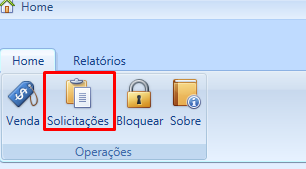 Home
Home Relatórios
Venda Solicitações Bloquear Sobre
Operações